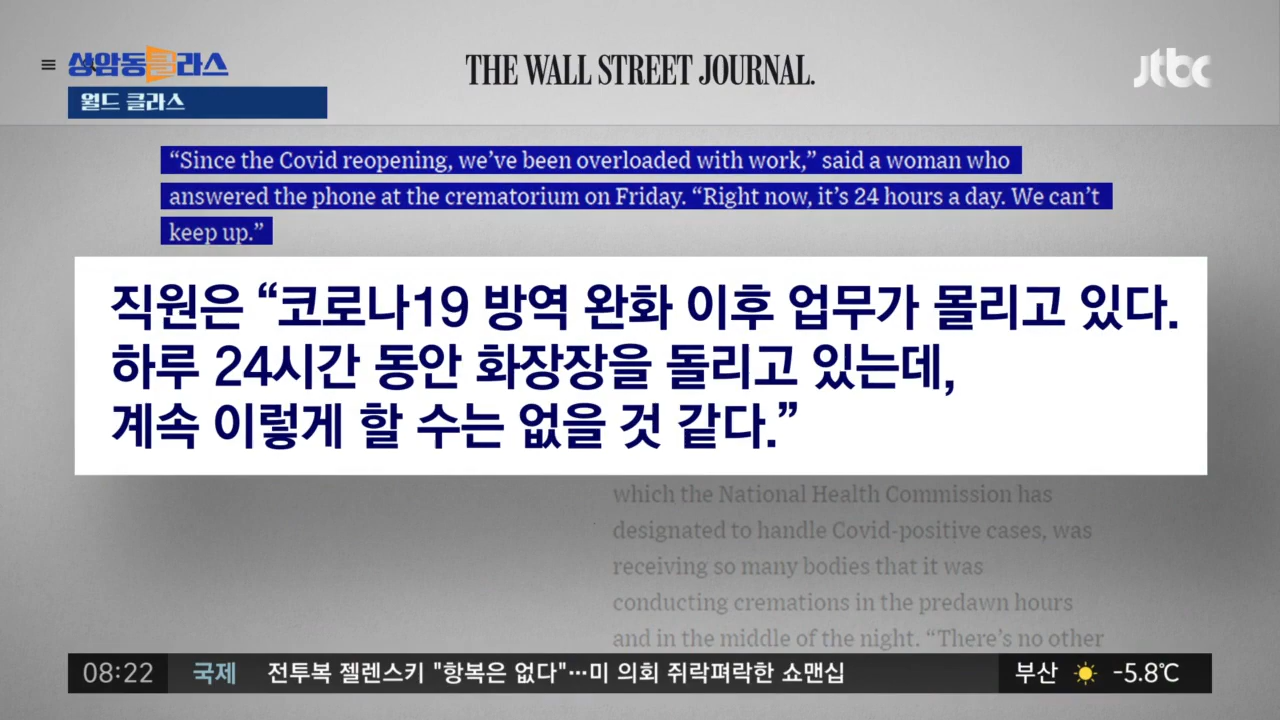 상암동클라스
THE WALL STREET JOURNAL.
jtbc
월드 클라스
“Since the Covid reopening, we’ve been overloaded with work,” said a woman who
answered the phone at the crematorium on Friday. “Right now, it’s 24 hours a day. We can’t
keep up.”
직원은 “코로나19 방역 완화 이후 업무가 몰리고 있다.
하루 24시간 동안 화장장을 돌리고 있는데,
계속 이렇게 할 수는 없을 것 같다.”
which the National Health Commission has
designated to handle Covid-positive cases, was
receiving so many bodies that it was
conducting cremations in the predawn hours
and in the middle of the night. “There’s no other
08:22 국제 전투복 젤렌스키 "항복은 없다"…미 의회 쥐락펴락한 쇼맨십 부산 -5.8℃